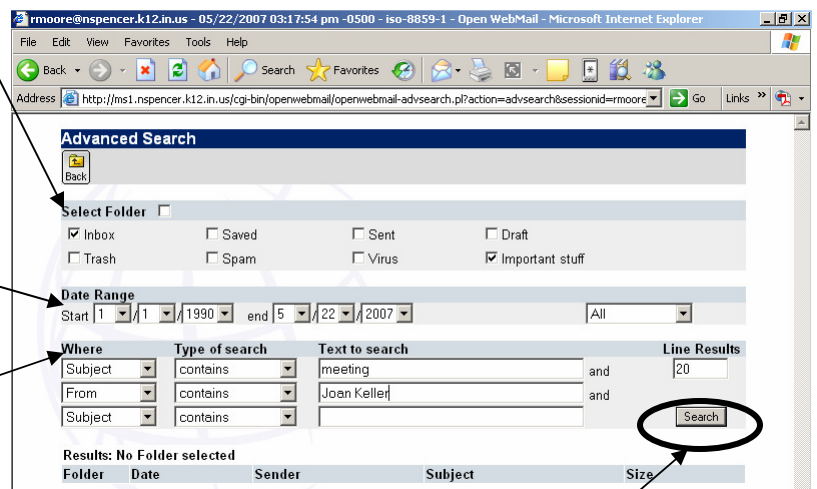 rmoore@nspencer.k12.in.us - 05/22/2007 03:17:54 pm -0500 - iso-8859-1 - Open WebMail - Microsoft Internet Explorer
File Edit View Favorites Tools Help
Back Search Favorites
Address http://ms1.nspencer.k12.in.us/cgi-bin/openwebmail/openwebmail-advsearch.pl?action=advsearch&sessionid=rmoore Go Links »
Advanced Search
Back
Select Folder
Inbox Saved Sent Draft
Trash Spam Virus Important stuff
Date Range
Start 1 / 1 / 1990 end 5 / 22 / 2007 All
Where Type of search Text to search Line Results
Subject contains meeting and 20
From contains Joan Keller and
Subject contains Search
Results: No Folder selected
Folder Date Sender Subject Size